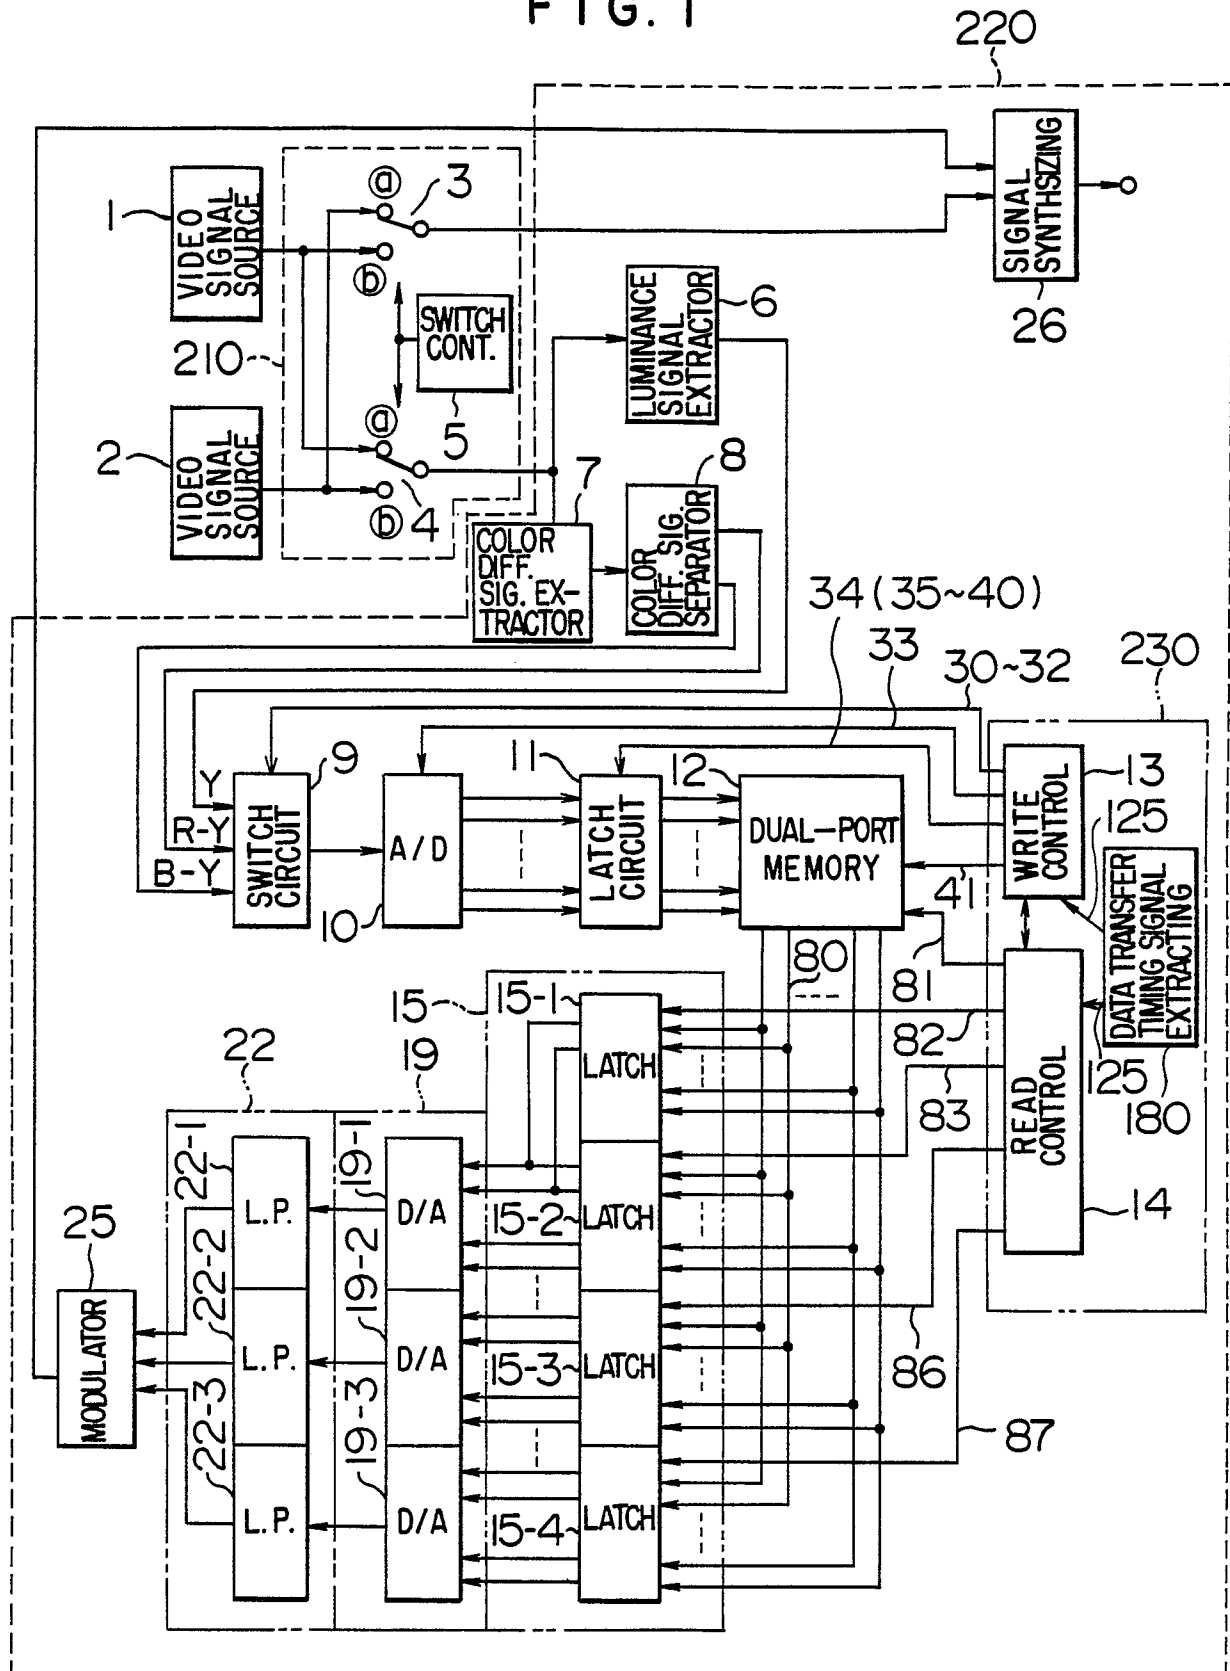 FIG. 1
220
1
VIDEO
SIGNAL
SOURCE
ⓐ
3
ⓑ
SWITCH
CONT.
5
210
2
VIDEO
SIGNAL
SOURCE
ⓐ
4
ⓑ
LUMINANCE
SIGNAL
EXTRACTOR
6
SIGNAL
SYNTHSIZING
26
7
COLOR
DIFF.
SIG. EX-
TRACTOR
8
COLOR
DIFF. SIG.
SEPARATOR
34 (35~40)
33
30~32
230
Y
R-Y
B-Y
9
SWITCH
CIRCUIT
A/D
10
11
LATCH
CIRCUIT
12
DUAL-PORT
MEMORY
41
13
WRITE
CONTROL
125
DATA TRANSFER
TIMING SIGNAL
EXTRACTING
180
125
80
81
82
83
READ
CONTROL
14
86
87
15
15-1
LATCH
15-2
LATCH
15-3
LATCH
15-4
LATCH
19
19-1
D/A
19-2
D/A
19-3
D/A
22
22-1
L.P.
22-2
L.P.
22-3
L.P.
25
MODULATOR